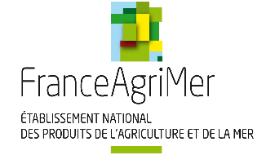 FranceAgriMer
ÉTABLISSEMENT NATIONAL
DES PRODUITS DE L'AGRICULTURE ET DE LA MER